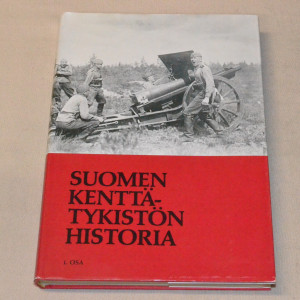 SUOMEN
KENTTÄ-
TYKISTÖN
HISTORIA
I: OSA